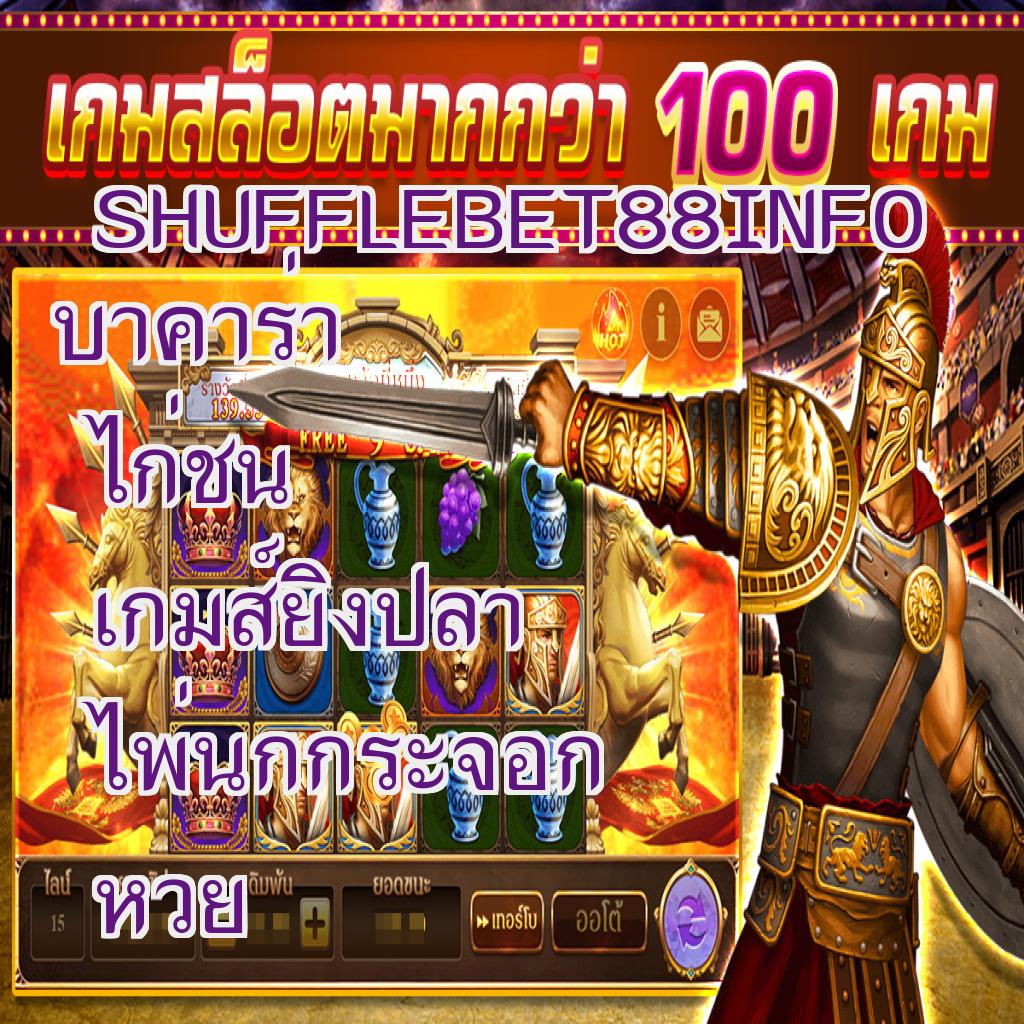 เกมสล็อตมากกว่า 100 เกม
SHUFFLEBET88INFO
บาคาร่า
HOT
ไก่ชน
FREE
เกมส์ยิงปลา
ไพ่นกกระจอก
ไลน์
ยอดชนะ
หวย
15
เทอร์โบ
ออโต้